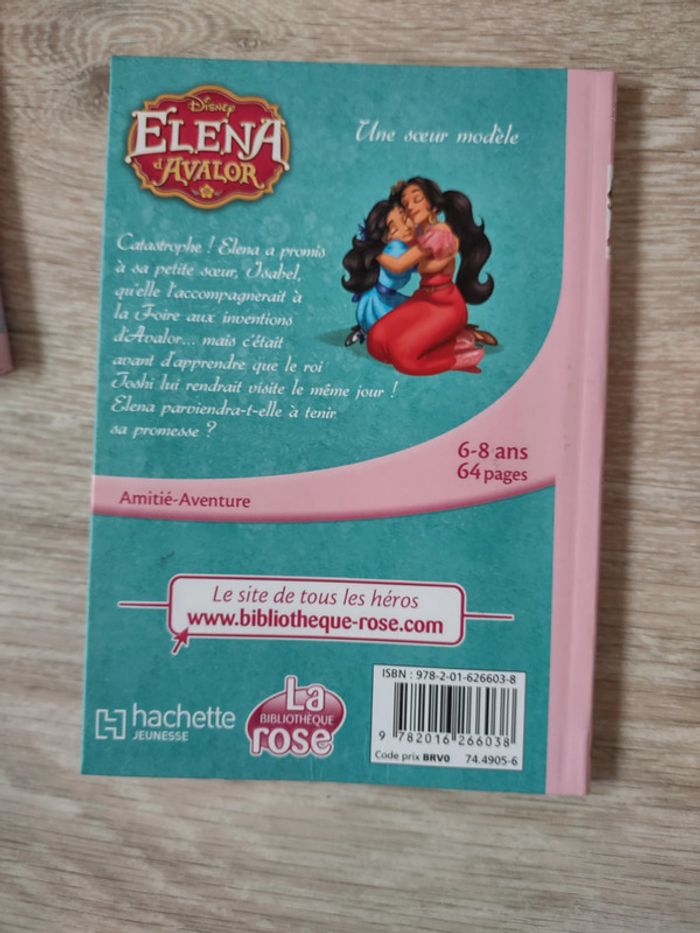 Disney
ELENA
d'AVALOR
Une sœur modèle
Catastrophe ! Elena a promis
à sa petite sœur, Isabel,
qu'elle l'accompagnerait à
la Foire aux inventions
d'Avalor... mais c'était
avant d'apprendre que le roi
Toshi lui rendrait visite le même jour !
Elena parviendra-t-elle à tenir
sa promesse ?
6-8 ans
64 pages
Amitié-Aventure
Le site de tous les héros
www.bibliotheque-rose.com
hachette
JEUNESSE
La
BIBLIOTHÈQUE
rose
ISBN : 978-2-01-626603-8
9 782016 266038
Code prix BRV0 74.4905-6